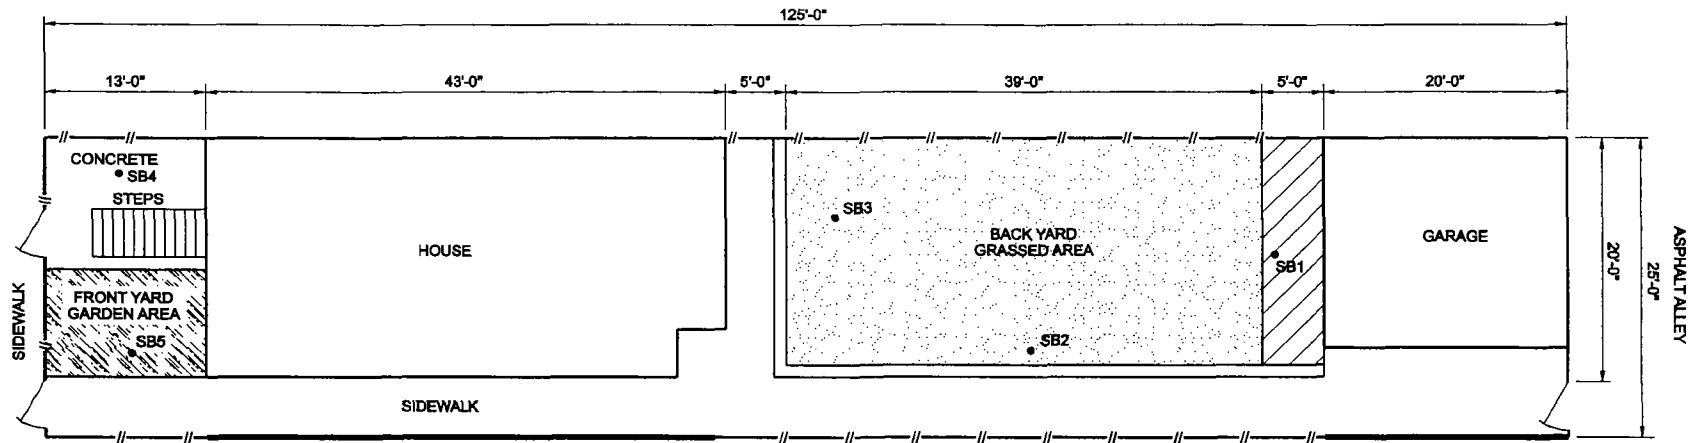 125'-0"
13'-0"
43'-0"
5'-0"
39'-0"
5'-0"
20'-0"
CONCRETE
SB4
STEPS
HOUSE
SB3
BACK YARD
GRASSED AREA
SB1
GARAGE
20'-0"
25'-0"
ASPHALT ALLEY
SIDEWALK
FRONT YARD
GARDEN AREA
SB5
SB2
SIDEWALK